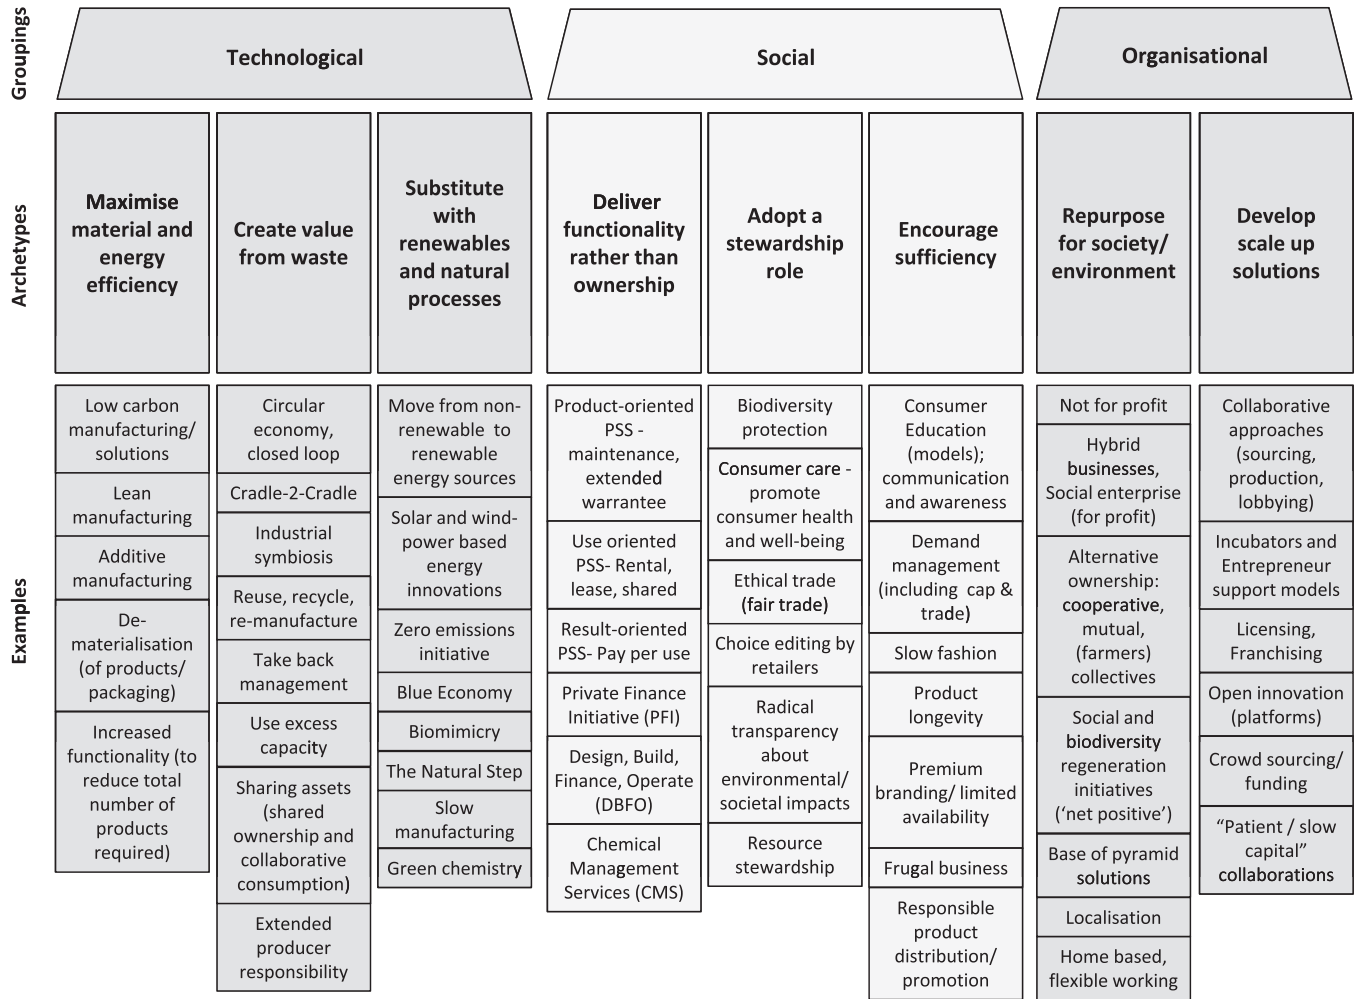 Groupings
Technological
Social
Organisational
Archetypes
Maximise
material and
energy
efficiency
Create value
from waste
Substitute
with
renewables
and natural
processes
Deliver
functionality
rather than
ownership
Adopt a
stewardship
role
Encourage
sufficiency
Repurpose
for society/
environment
Develop
scale up
solutions
Examples
Low carbon
manufacturing/
solutions
Lean
manufacturing
Additive
manufacturing
De-
materialisation
(of products/
packaging)
Increased
functionality (to
reduce total
number of
products
required)
Circular
economy,
closed loop
Cradle-2-Cradle
Industrial
symbiosis
Reuse, recycle,
re-manufacture
Take back
management
Use excess
capacity
Sharing assets
(shared
ownership and
collaborative
consumption)
Extended
producer
responsibility
Move from non-
renewable to
renewable
energy sources
Solar and wind-
power based
energy
innovations
Zero emissions
initiative
Blue Economy
Biomimicry
The Natural Step
Slow
manufacturing
Green chemistry
Product-oriented
PSS -
maintenance,
extended
warrantee
Use oriented
PSS- Rental,
lease, shared
Result-oriented
PSS- Pay per use
Private Finance
Initiative (PFI)
Design, Build,
Finance, Operate
(DBFO)
Chemical
Management
Services (CMS)
Biodiversity
protection
Consumer care -
promote
consumer health
and well-being
Ethical trade
(fair trade)
Choice editing by
retailers
Radical
transparency
about
environmental/
societal impacts
Resource
stewardship
Consumer
Education
(models);
communication
and awareness
Demand
management
(including cap &
trade)
Slow fashion
Product
longevity
Premium
branding/ limited
availability
Frugal business
Responsible
product
distribution/
promotion
Not for profit
Hybrid
businesses,
Social enterprise
(for profit)
Alternative
ownership:
cooperative,
mutual,
(farmers)
collectives
Social and
biodiversity
regeneration
initiatives
(‘net positive’)
Base of pyramid
solutions
Localisation
Home based,
flexible working
Collaborative
approaches
(sourcing,
production,
lobbying)
Incubators and
Entrepreneur
support models
Licensing,
Franchising
Open innovation
(platforms)
Crowd sourcing/
funding
“Patient / slow
capital”
collaborations